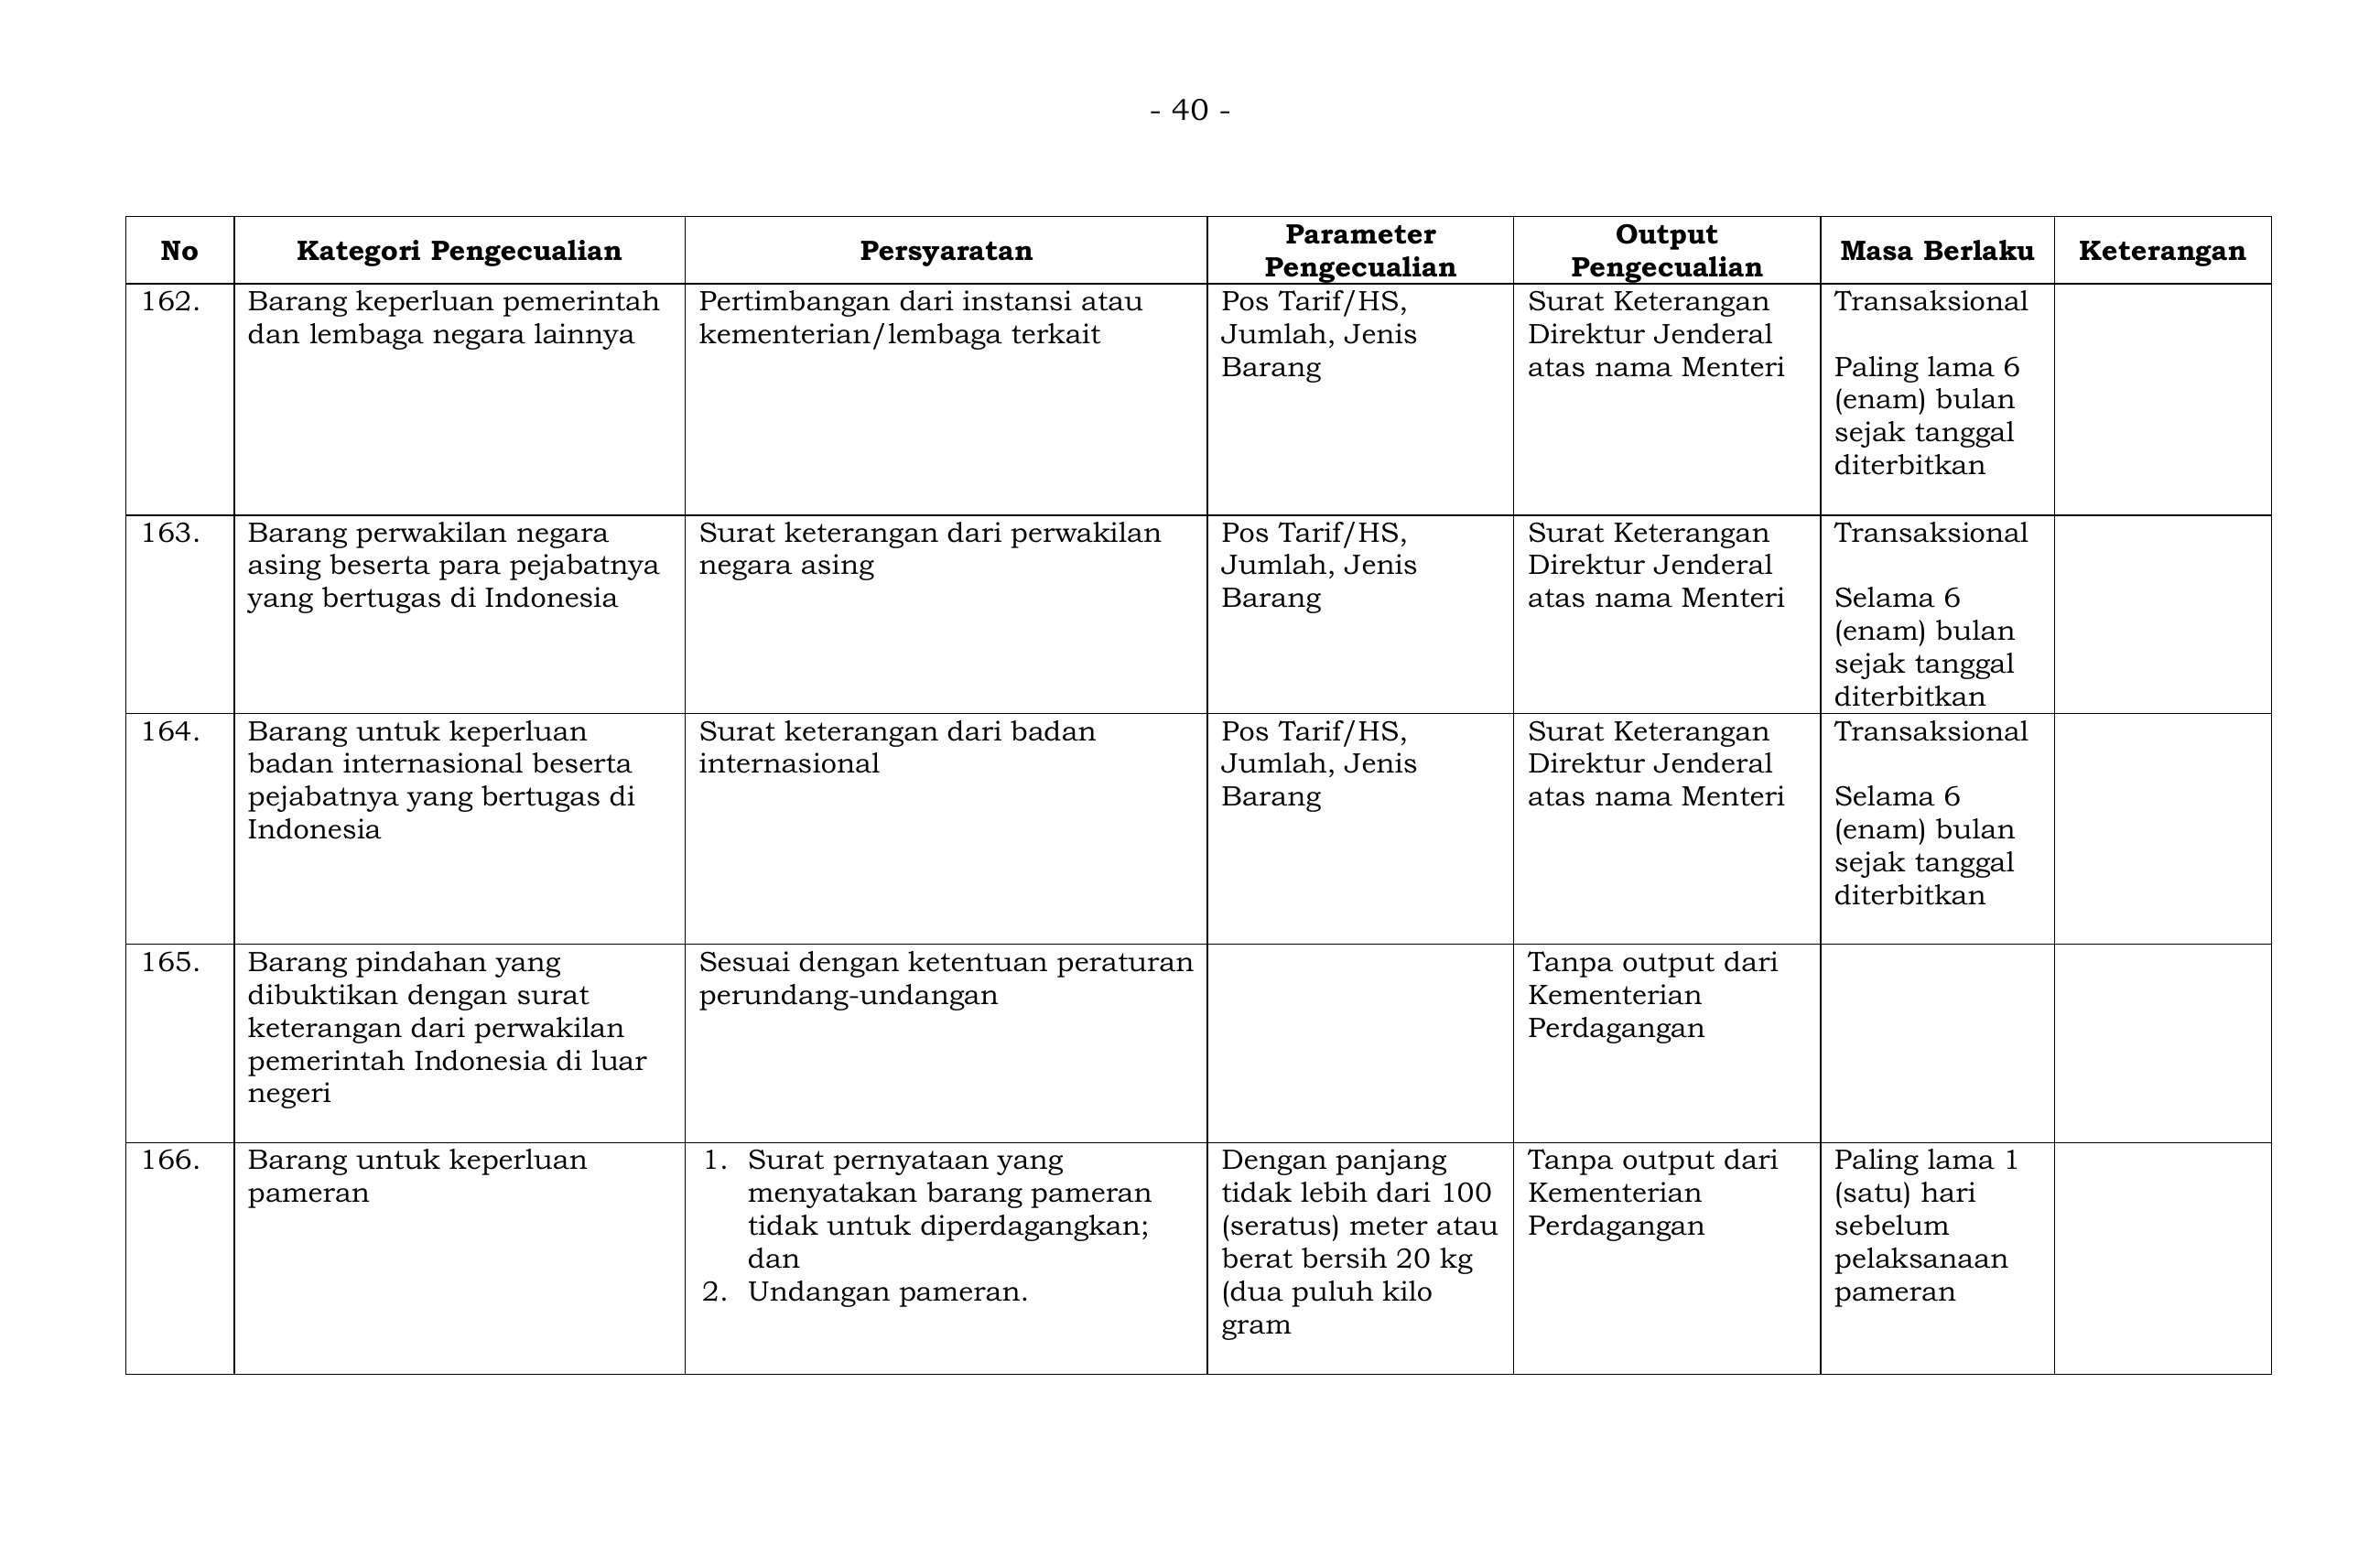 - 40 -
No
Kategori Pengecualian
Persyaratan
Parameter
Pengecualian
Output
Pengecualian
Masa Berlaku
Keterangan
162.
Barang keperluan pemerintah
dan lembaga negara lainnya
Pertimbangan dari instansi atau
kementerian/lembaga terkait
Pos Tarif/HS,
Jumlah, Jenis
Barang
Surat Keterangan
Direktur Jenderal
atas nama Menteri
Transaksional
Paling lama 6
(enam) bulan
sejak tanggal
diterbitkan
163.
Barang perwakilan negara
asing beserta para pejabatnya
yang bertugas di Indonesia
Surat keterangan dari perwakilan
negara asing
Pos Tarif/HS,
Jumlah, Jenis
Barang
Surat Keterangan
Direktur Jenderal
atas nama Menteri
Transaksional
Selama 6
(enam) bulan
sejak tanggal
diterbitkan
164.
Barang untuk keperluan
badan internasional beserta
pejabatnya yang bertugas di
Indonesia
Surat keterangan dari badan
internasional
Pos Tarif/HS,
Jumlah, Jenis
Barang
Surat Keterangan
Direktur Jenderal
atas nama Menteri
Transaksional
Selama 6
(enam) bulan
sejak tanggal
diterbitkan
165.
Barang pindahan yang
dibuktikan dengan surat
keterangan dari perwakilan
pemerintah Indonesia di luar
negeri
Sesuai dengan ketentuan peraturan
perundang-undangan
Tanpa output dari
Kementerian
Perdagangan
166.
Barang untuk keperluan
pameran
1. Surat pernyataan yang
menyatakan barang pameran
tidak untuk diperdagangkan;
dan
2. Undangan pameran.
Dengan panjang
tidak lebih dari 100
(seratus) meter atau
berat bersih 20 kg
(dua puluh kilo
gram
Tanpa output dari
Kementerian
Perdagangan
Paling lama 1
(satu) hari
sebelum
pelaksanaan
pameran